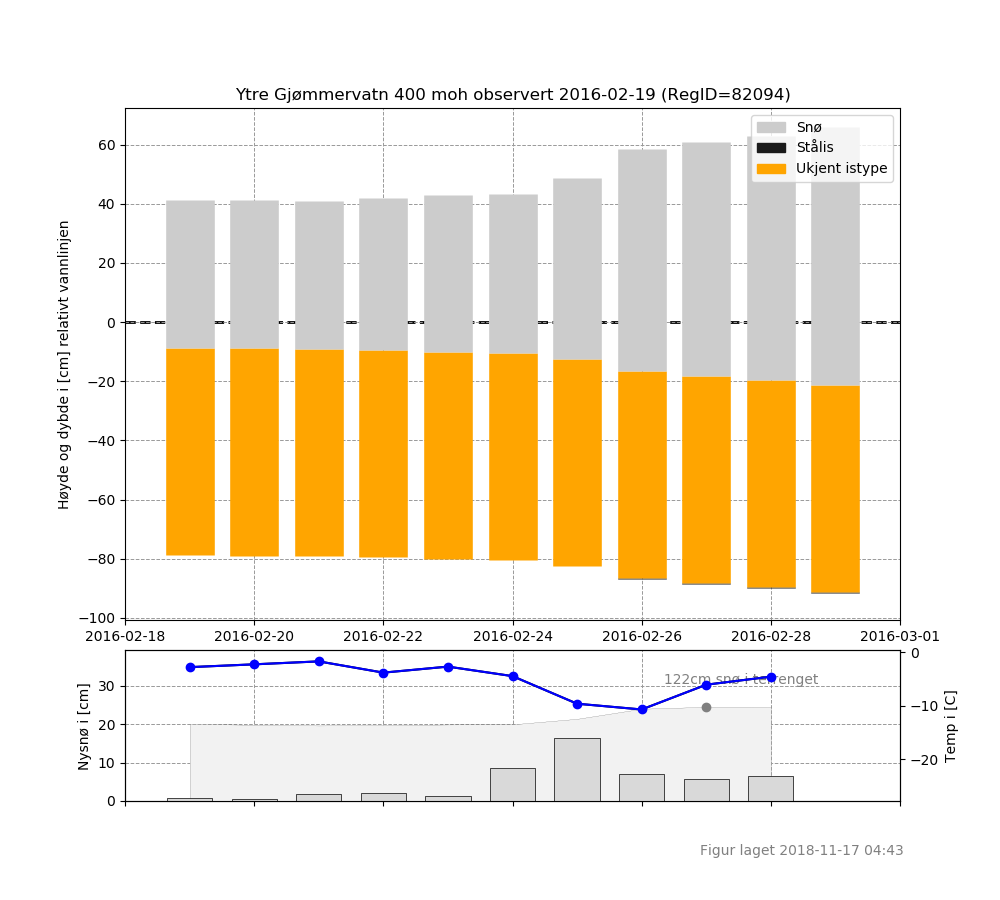 Ytre Gjømmervatn 400 moh observert 2016-02-19 (RegID=82094)
Snø
Stålis
Ukjent istype
Høyde og dybde i [cm] relativt vannlinjen
60
40
20
0
−20
−40
−60
−80
−100
2016-02-18 2016-02-20 2016-02-22 2016-02-24 2016-02-26 2016-02-28 2016-03-01
122cm snø i terrenget
Nysnø i [cm]
30
20
10
0
0
−10
−20
Temp i [C]
Figur laget 2018-11-17 04:43